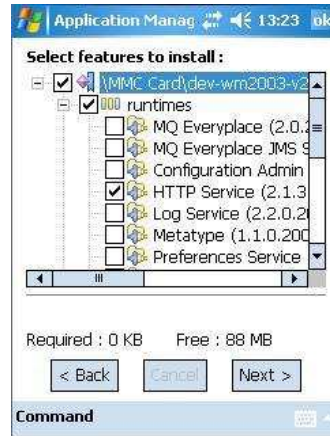 Application Manag 13:23 ok
Select features to install :
\MMC Card\dev-wm2003-v2
runtimes
MQ Everyplace (2.0.2
MQ Everyplace JMS S
Configuration Admin
HTTP Service (2.1.3
Log Service (2.2.0.2
Metatype (1.1.0.200
Preferences Service
Required : 0 KB Free : 88 MB
< Back Cancel Next >
Command